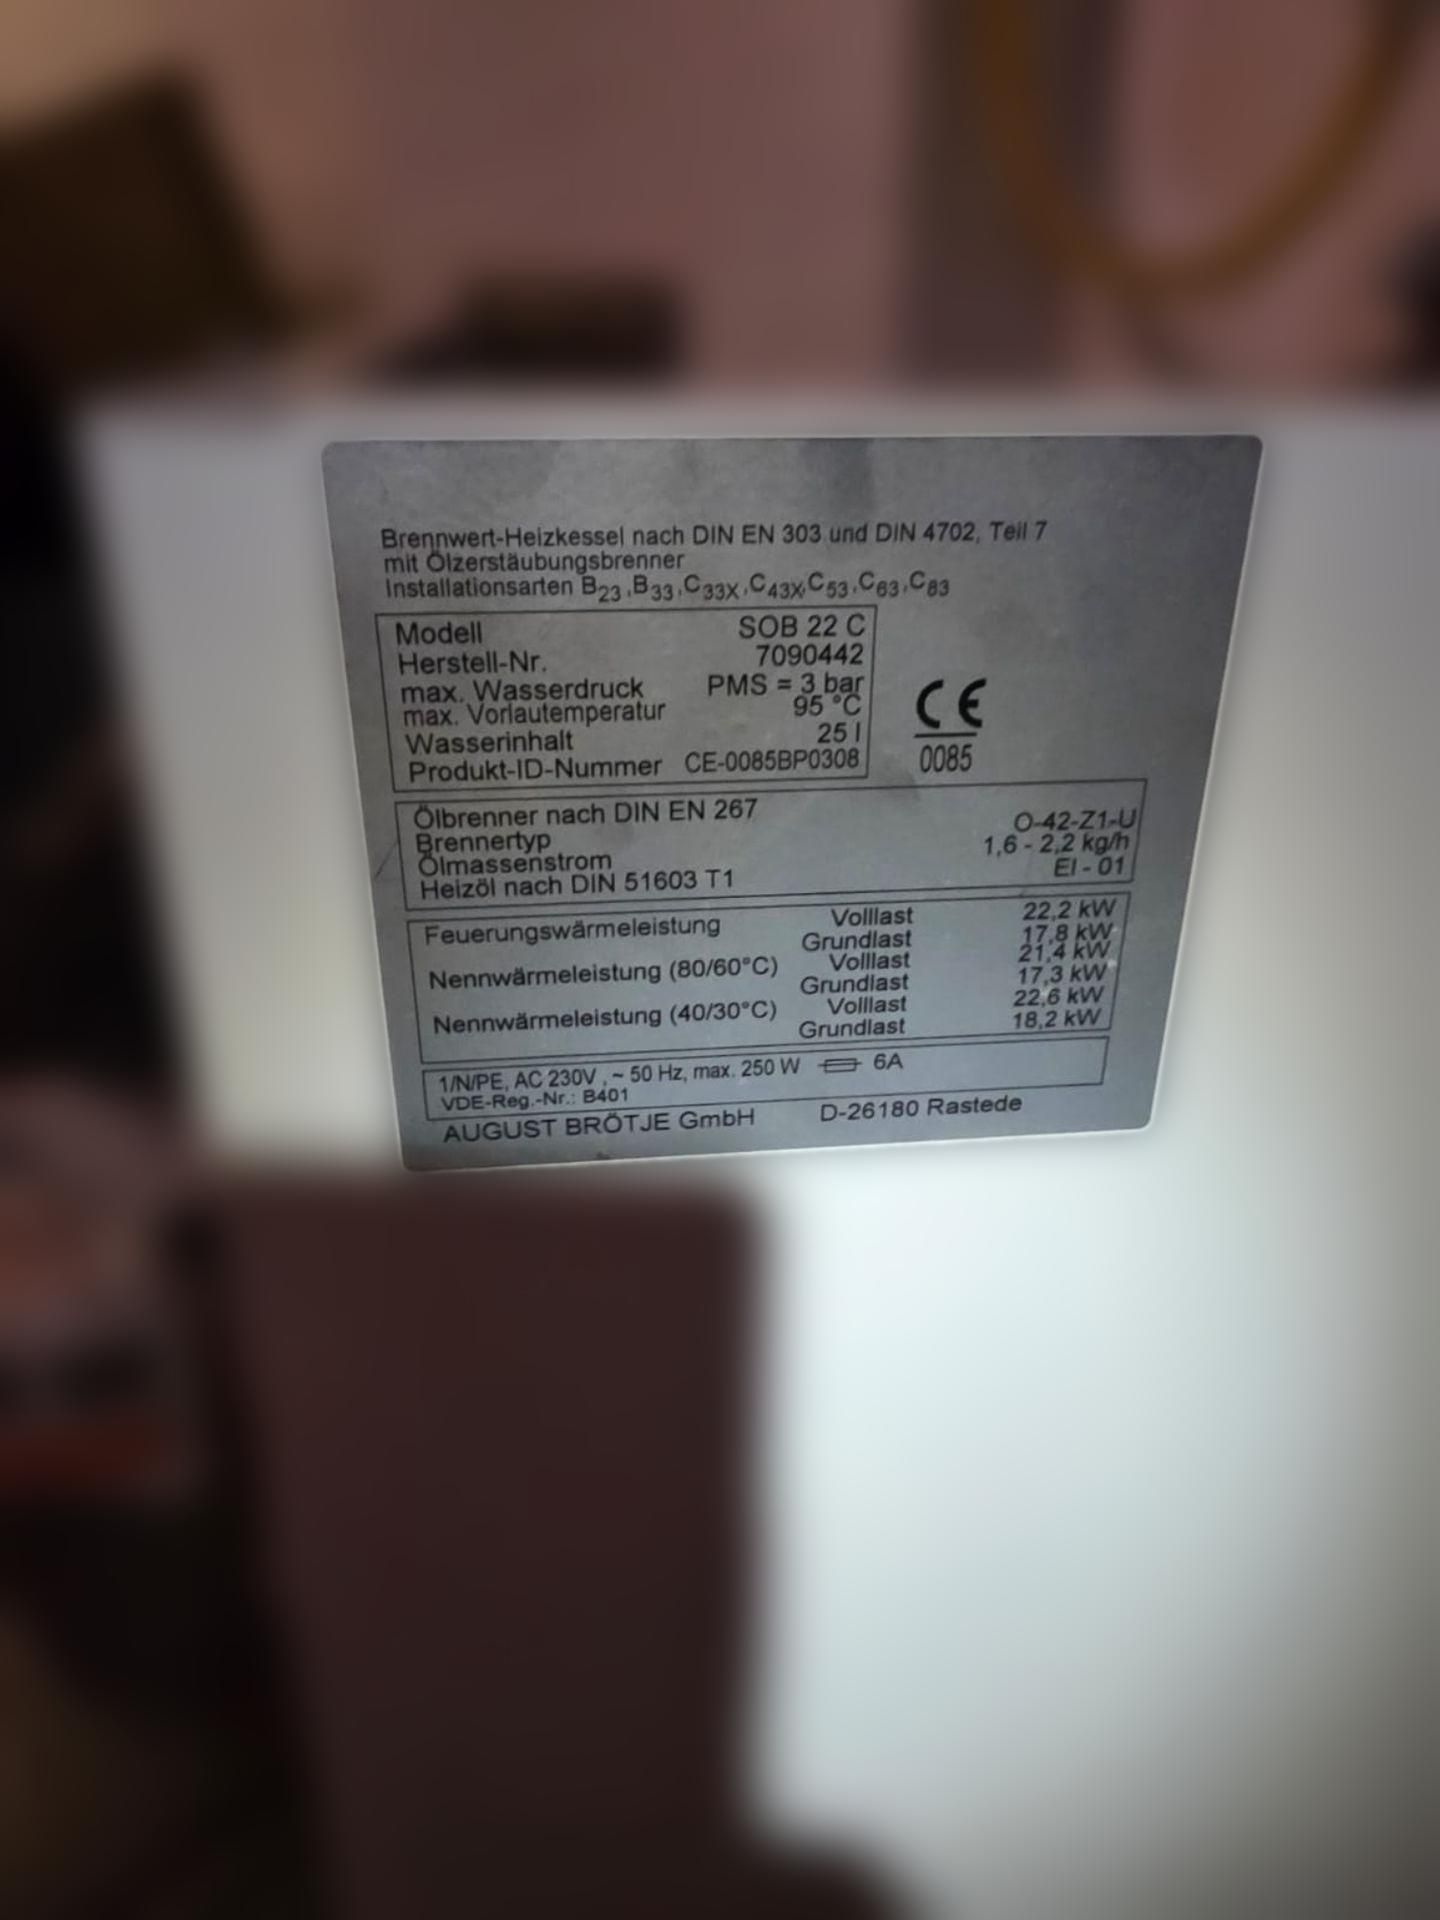 Brennwert-Heizkessel nach DIN EN 303 und DIN 4702, Teil 7
mit Ölzerstäubungsbrenner
Installationsarten B23, B33, C33X, C43X, C53, C63, C83
Modell SOB 22 C
Herstell-Nr. 7090442
max. Wasserdruck PMS = 3 bar
max. Vorlautemperatur 95 °C
Wasserinhalt 25 l
Produkt-ID-Nummer CE-0085BP0308
CE
0085
Ölbrenner nach DIN EN 267
Brennertyp O-42-Z1-U
Ölmassenstrom 1,6 - 2,2 kg/h
Heizöl nach DIN 51603 T1 El - 01
Feuerungswärmeleistung Volllast 22,2 kW
Grundlast 17,8 kW
Nennwärmeleistung (80/60°C) Volllast 21,4 kW
Grundlast 17,3 kW
Nennwärmeleistung (40/30°C) Volllast 22,6 kW
Grundlast 18,2 kW
1/N/PE, AC 230V , ~ 50 Hz, max. 250 W 6A
VDE-Reg.-Nr.: B401
AUGUST BRÖTJE GmbH D-26180 Rastede